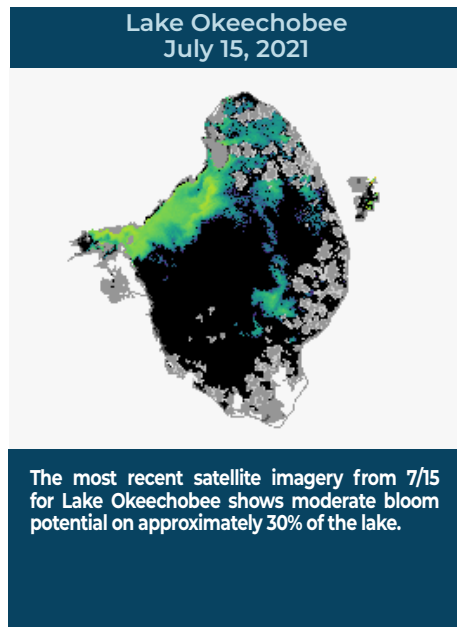 Lake Okeechobee
July 15, 2021
The most recent satellite imagery from 7/15
for Lake Okeechobee shows moderate bloom
potential on approximately 30% of the lake.